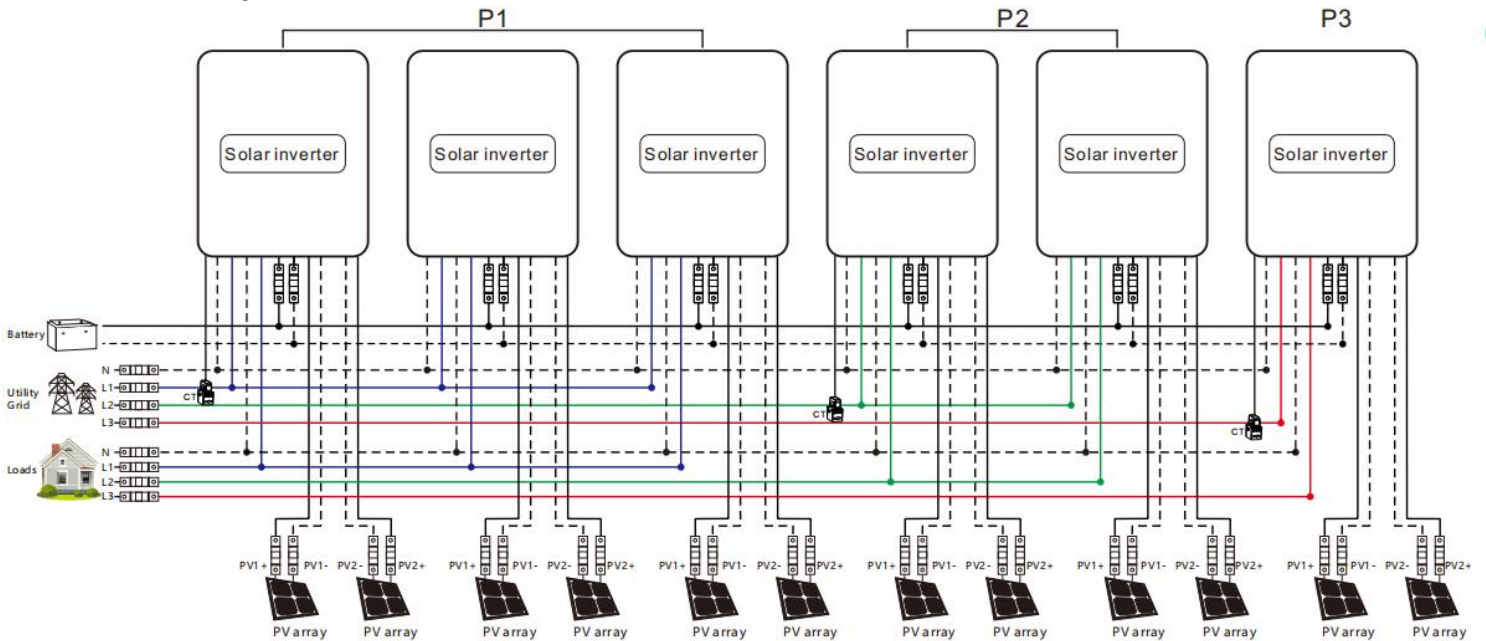 P1 P2 P3
Solar inverter Solar inverter Solar inverter Solar inverter Solar inverter Solar inverter
Battery
N
L1
Utility
Grid
CT
L2
CT
L3
CT
N
L1
Loads
L2
L3
PV1+ PV1- PV2- PV2+ PV1+ PV1- PV2- PV2+ PV1+ PV1- PV2- PV2+ PV1+ PV1- PV2- PV2+ PV1+ PV1- PV2- PV2+ PV1+ PV1- PV2- PV2+
PV array PV array PV array PV array PV array PV array PV array PV array PV array PV array PV array PV array